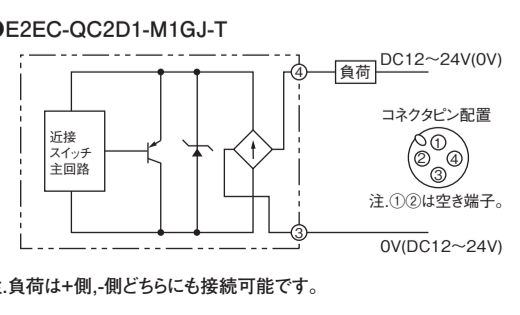 E2EC-QC2D1-M1GJ-T
近接
スイッチ
主回路
④
負荷
DC12～24V(0V)
コネクタピン配置
①
② ④
③
注.①②は空き端子。
③
0V(DC12～24V)
.負荷は+側,-側どちらにも接続可能です。